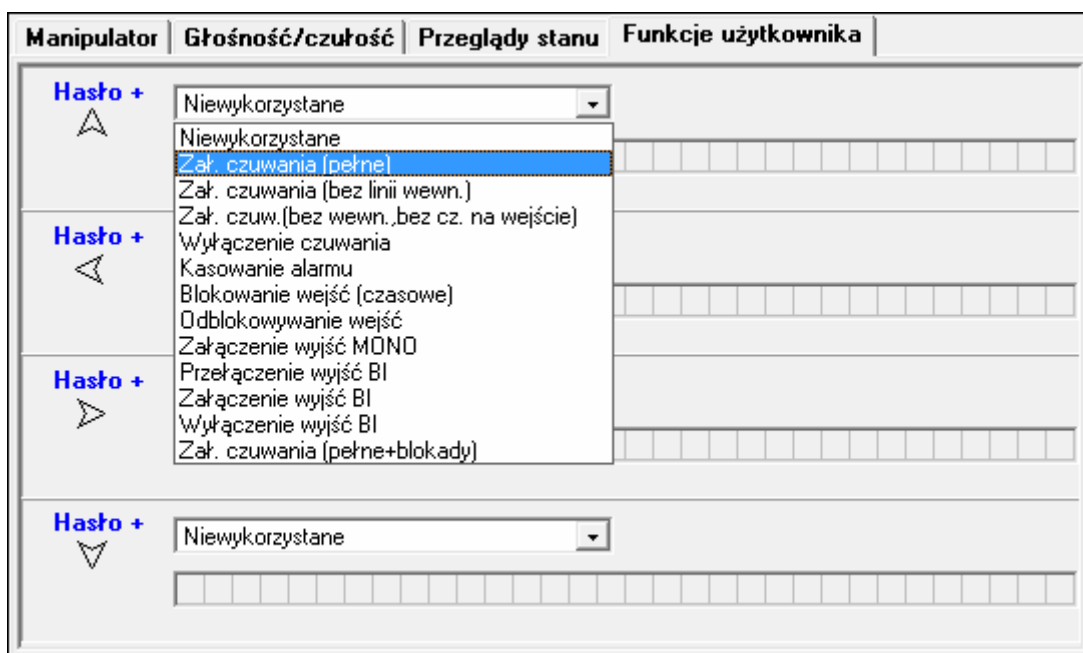 Manipulator Głośność/czułość Przeglądy stanu Funkcje użytkownika
Hasło +
Niewykorzystane
Niewykorzystane
Zał. czuwania (pełne)
Zał. czuwania (bez linii wewn.)
Zał. czuw.(bez wewn.,bez cz. na wejście)
Hasło +
Wyłączenie czuwania
Kasowanie alarmu
Blokowanie wejść (czasowe)
Odblokowywanie wejść
Załączenie wyjść MONO
Przełączenie wyjść BI
Hasło +
Załączenie wyjść BI
Wyłączenie wyjść BI
Zał. czuwania (pełne+blokady)
Hasło +
Niewykorzystane